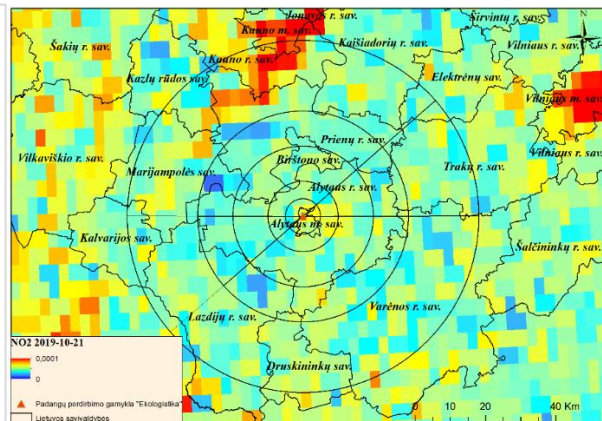 Jonavos r. sav.
Širvintų r. sav.
Šakių r. sav.
Kauno m. sav.
Kaišiadorių r. sav.
Vilniaus r. sav.
N
Kauno r. sav.
Kazlų rūdos sav.
Elektrėnų sav.
Vilniaus m. sav.
Prienų r. sav.
Vilkaviškio r. sav.
Birštono sav.
Vilniaus r. sav.
Marijampolės sav.
Trakų r. sav.
Alytaus r. sav.
Alytaus m. sav.
Kalvarijos sav.
Šalčininkų r. sav.
Lazdijų r. sav.
Varėnos r. sav.
Druskininkų sav.
NO2 2019-10-21
0,0001
0
Padangų perdirbimo gamykla "Ekologistika"
Lietuvos savivaldybės
0 5 10 20 30 40 Km